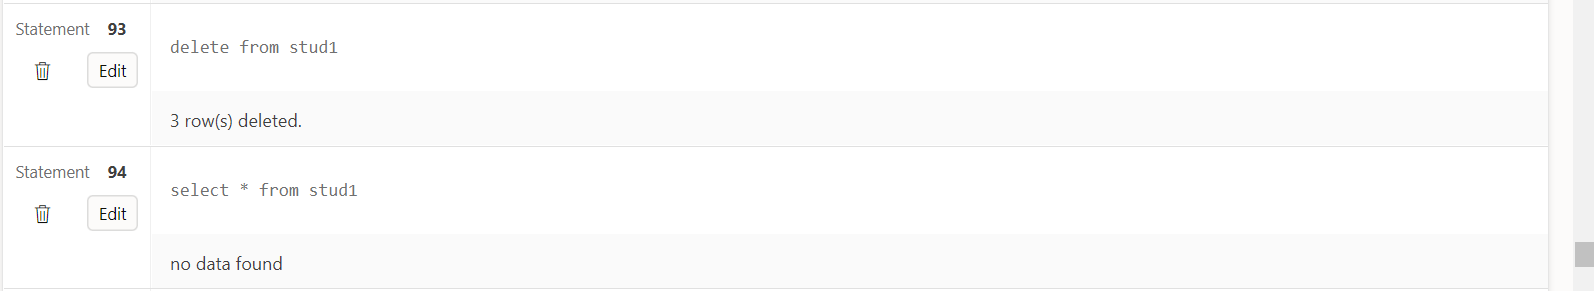 Statement 93
delete from stud1
Edit
3 row(s) deleted.
Statement 94
select * from stud1
Edit
no data found